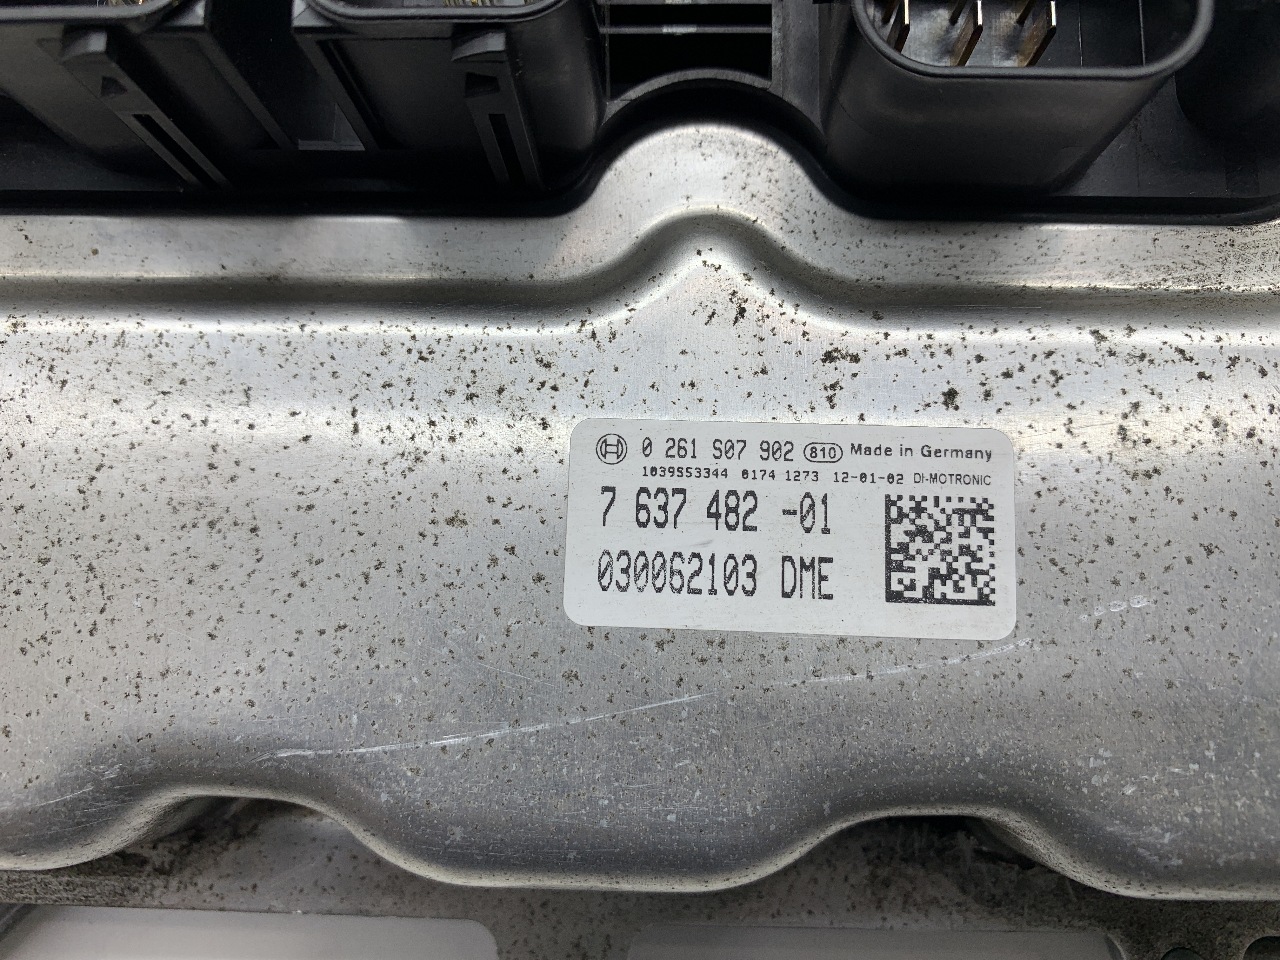 0 261 S07 902 810 Made in Germany
1039S53344 0174 1273 12-01-02 DI-MOTRONIC
7 637 482 -01
030062103 DME